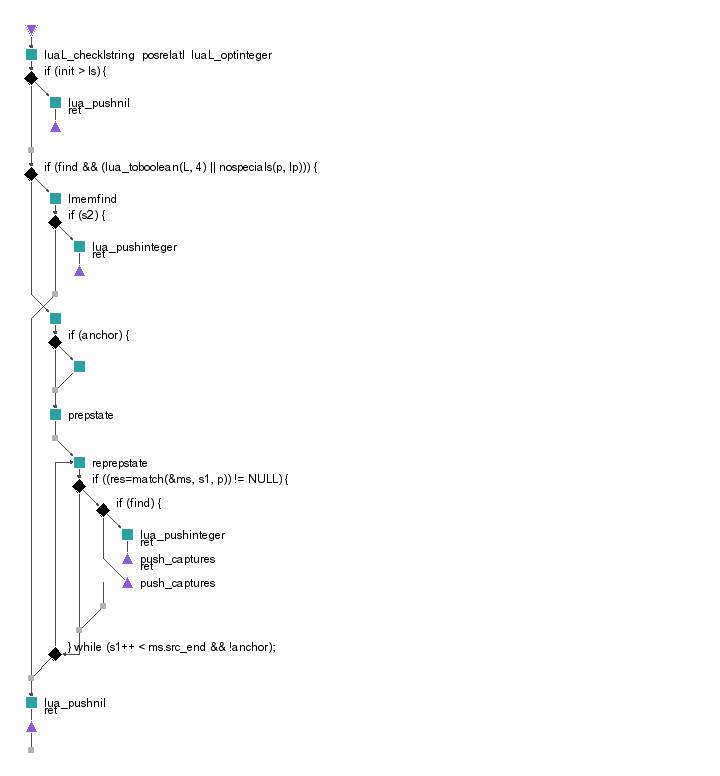 luaL_checklstring posrelatI luaL_optinteger
if (init > ls) {
lua_pushnil
ret
if (find && (lua_toboolean(L, 4) || nospecials(p, lp))) {
lmemfind
if (s2) {
lua_pushinteger
ret
if (anchor) {
prepstate
reprepstate
if ((res=match(&ms, s1, p)) != NULL) {
if (find) {
lua_pushinteger
ret
push_captures
ret
push_captures
} while (s1++ < ms.src_end && !anchor);
lua_pushnil
ret